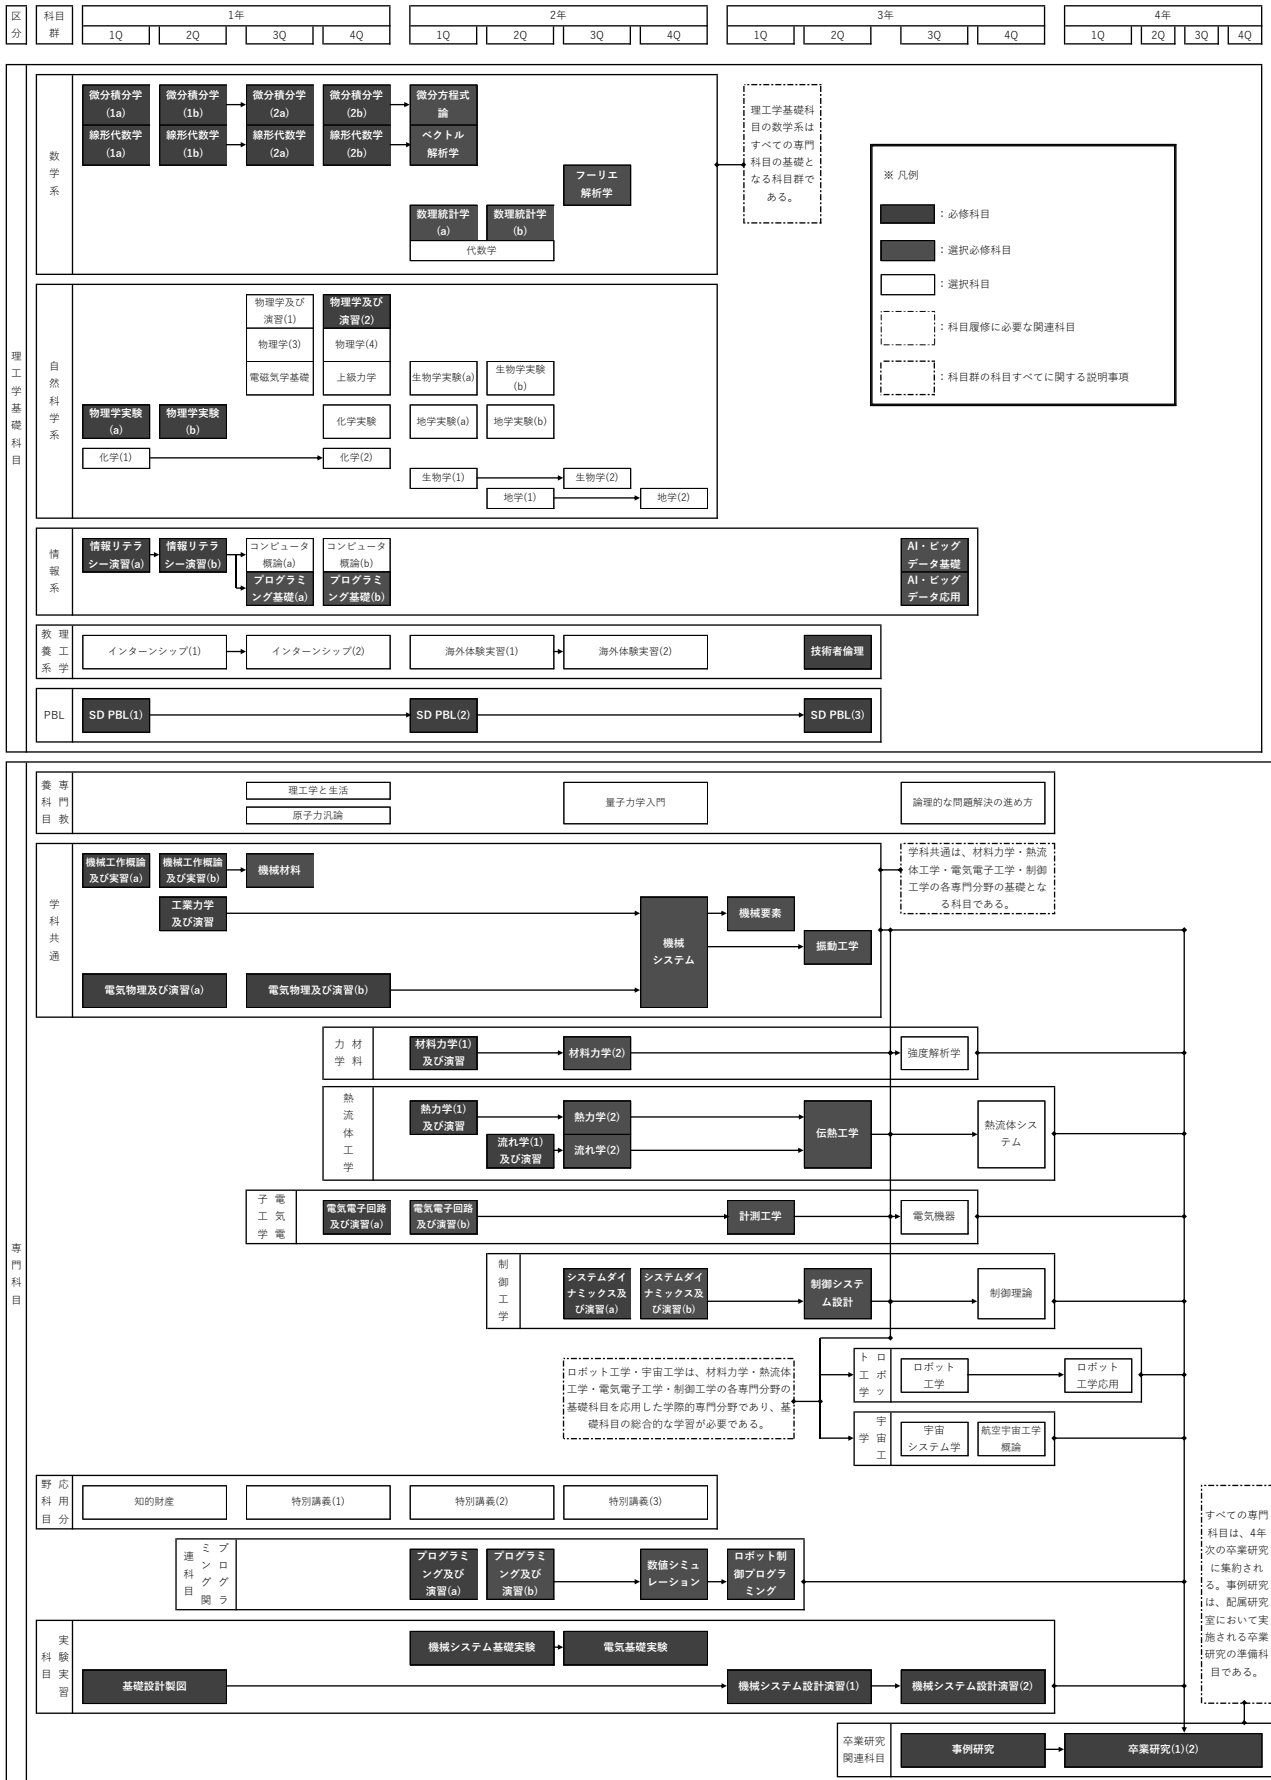 区分
科目群
1年
2年
3年
4年
1Q
2Q
3Q
4Q
1Q
2Q
3Q
4Q
1Q
2Q
3Q
4Q
1Q
2Q
3Q
4Q
理工学基礎科目
数学系
微分積分学
(1a)
微分積分学
(1b)
微分積分学
(2a)
微分積分学
(2b)
微分方程式
論
線形代数学
(1a)
線形代数学
(1b)
線形代数学
(2a)
線形代数学
(2b)
ベクトル
解析学
フーリエ
解析学
数理統計学
(a)
数理統計学
(b)
代数学
理工学基礎科
目の数学系は
すべての専門
科目の基礎と
なる科目群で
ある。
※ 凡例
：必修科目
：選択必修科目
：選択科目
：科目履修に必要な関連科目
：科目群の科目すべてに関する説明事項
自然科学系
物理学及び
演習(1)
物理学及び
演習(2)
物理学(3)
物理学(4)
電磁気学基礎
上級力学
生物学実験(a)
生物学実験
(b)
物理学実験
(a)
物理学実験
(b)
化学実験
地学実験(a)
地学実験(b)
化学(1)
化学(2)
生物学(1)
生物学(2)
地学(1)
地学(2)
情報系
情報リテラ
シー演習(a)
情報リテラ
シー演習(b)
コンピュータ
概論(a)
コンピュータ
概論(b)
プログラミ
ング基礎(a)
プログラミ
ング基礎(b)
AI・ビッグ
データ基礎
AI・ビッグ
データ応用
理工学
教養系
インターンシップ(1)
インターンシップ(2)
海外体験実習(1)
海外体験実習(2)
技術者倫理
PBL
SD PBL(1)
SD PBL(2)
SD PBL(3)
専門科目
専門教
養科目
理工学と生活
原子力汎論
量子力学入門
論理的な問題解決の進め方
学科共通
機械工作概論
及び実習(a)
機械工作概論
及び実習(b)
機械材料
工業力学
及び演習
機械
システム
機械要素
振動工学
電気物理及び演習(a)
電気物理及び演習(b)
学科共通は、材料力学・熱流
体工学・電気電子工学・制御
工学の各専門分野の基礎とな
る科目である。
材料
力学
材料力学(1)
及び演習
材料力学(2)
強度解析学
熱流体工学
熱力学(1)
及び演習
熱力学(2)
流れ学(1)
及び演習
流れ学(2)
伝熱工学
熱流体シス
テム
電気電
子工学
電気電子回路
及び演習(a)
電気電子回路
及び演習(b)
計測工学
電気機器
制御工学
システムダイ
ナミックス及
び演習(a)
システムダイ
ナミックス及
び演習(b)
制御システ
ム設計
制御理論
ロボット・宇宙工学は、材料力学・熱流体
工学・電気電子工学・制御工学の各専門分野の
基礎科目を応用した学際的専門分野であり、基
礎科目の総合的な学習が必要である。
ロボッ
ト工学
ロボット
工学
ロボット
工学応用
宇宙工
学
宇宙
システム学
航空宇宙工学
概論
応用分
野科目
知的財産
特別講義(1)
特別講義(2)
特別講義(3)
プログラ
ミング関
連科目
プログラミ
ング及び
演習(a)
プログラミ
ング及び
演習(b)
数値シミュ
レーション
ロボット制
御プログラ
ミング
実験実習
科目
機械システム基礎実験
電気基礎実験
基礎設計製図
機械システム設計演習(1)
機械システム設計演習(2)
すべての専門
科目は、4年
次の卒業研究
に集約され
る。事例研究
は、配属研究
室において実
施される卒業
研究の準備科
目である。
卒業研究
関連科目
事例研究
卒業研究(1)(2)